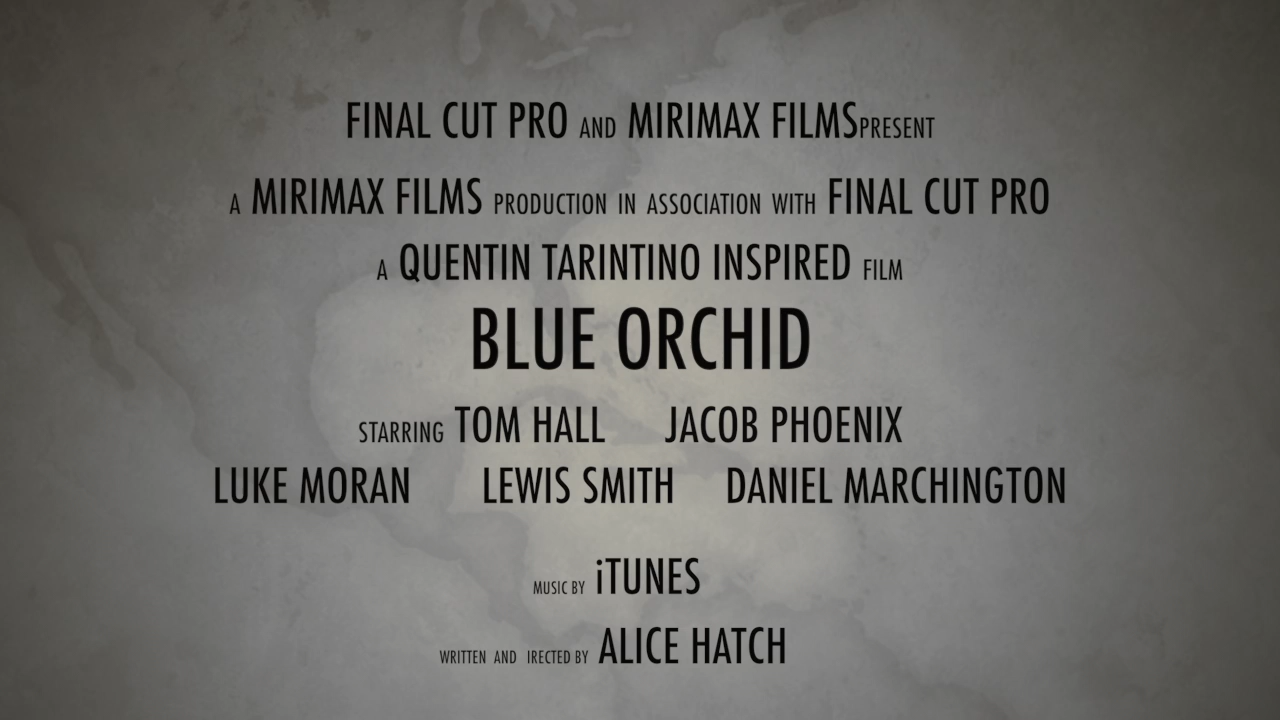 FINAL CUT PRO AND MIRIMAX FILMSPRESENT
A MIRIMAX FILMS PRODUCTION IN ASSOCIATION WITH FINAL CUT PRO
A QUENTIN TARINTINO INSPIRED FILM
BLUE ORCHID
STARRING TOM HALL JACOB PHOENIX
LUKE MORAN LEWIS SMITH DANIEL MARCHINGTON
MUSIC BY iTUNES
WRITTEN AND IRECTED BY ALICE HATCH